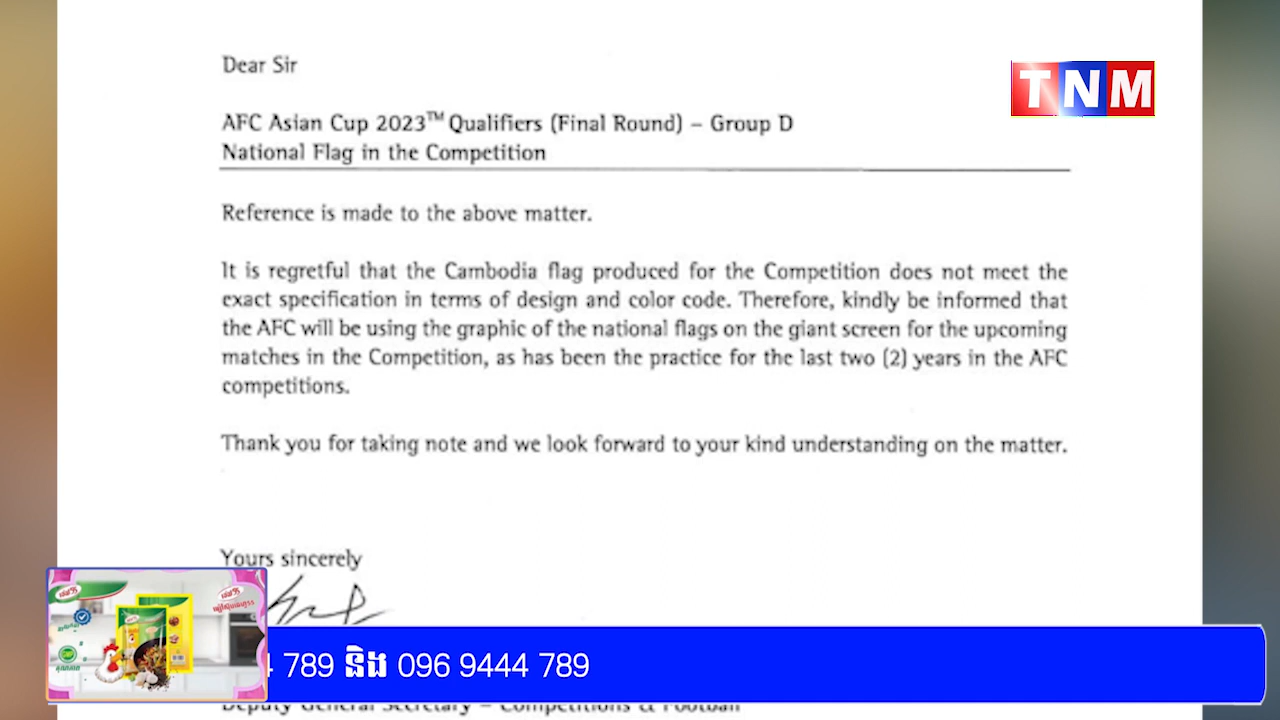 Dear Sir
TNM
AFC Asian Cup 2023™ Qualifiers (Final Round) – Group D
National Flag in the Competition
Reference is made to the above matter.
It is regretful that the Cambodia flag produced for the Competition does not meet the
exact specification in terms of design and color code. Therefore, kindly be informed that
the AFC will be using the graphic of the national flags on the giant screen for the upcoming
matches in the Competition, as has been the practice for the last two (2) years in the AFC
competitions.
Thank you for taking note and we look forward to your kind understanding on the matter.
Yours sincerely
789 និង 096 9444 789
Deputy General Secretary – Competitions & Football